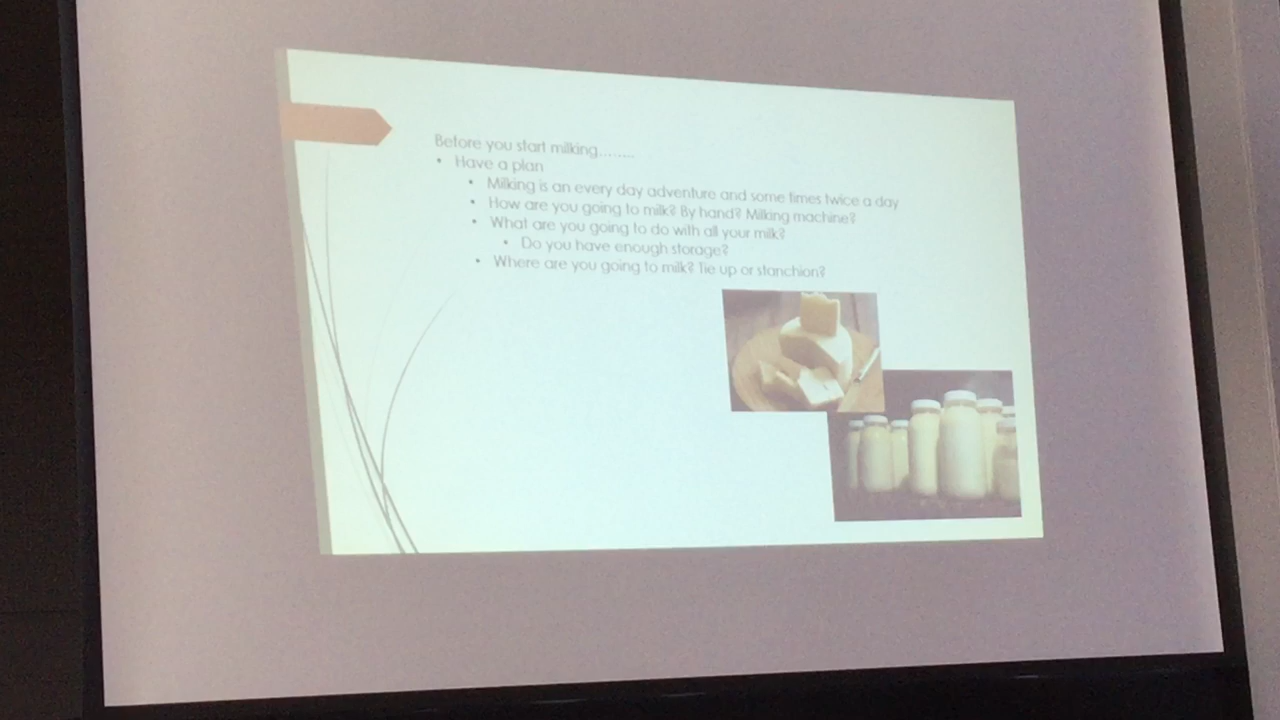 Before you start milking........
• Have a plan
• Milking is an every day adventure and some times twice a day
• How are you going to milk? By hand? Milking machine?
• What are you going to do with all your milk?
• Do you have enough storage?
• Where are you going to milk? Tie up or stanchion?